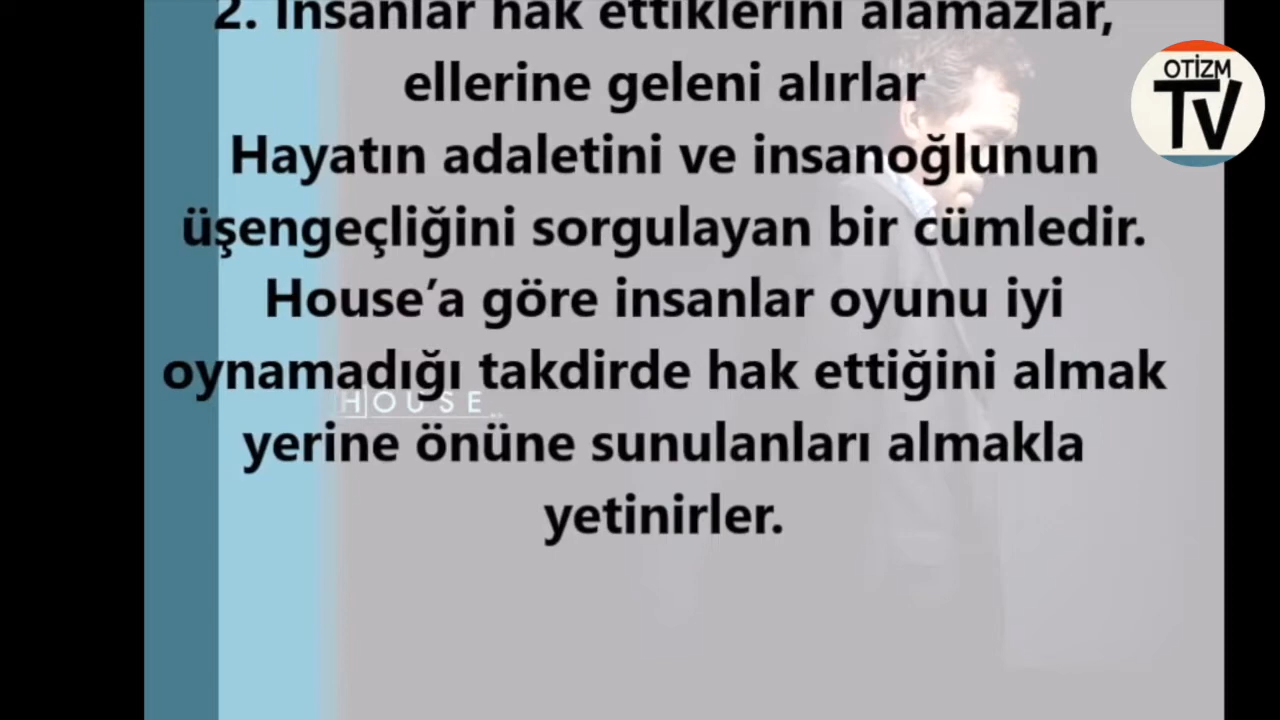 2. İnsanlar hak ettiklerini alamazlar,
ellerine geleni alırlar
Hayatın adaletini ve insanoğlunun
üşengeçliğini sorgulayan bir cümledir.
House’a göre insanlar oyunu iyi
oynamadığı takdirde hak ettiğini almak
yerine önüne sunulanları almakla
yetinirler.
HOUSE
OTİZM
TV